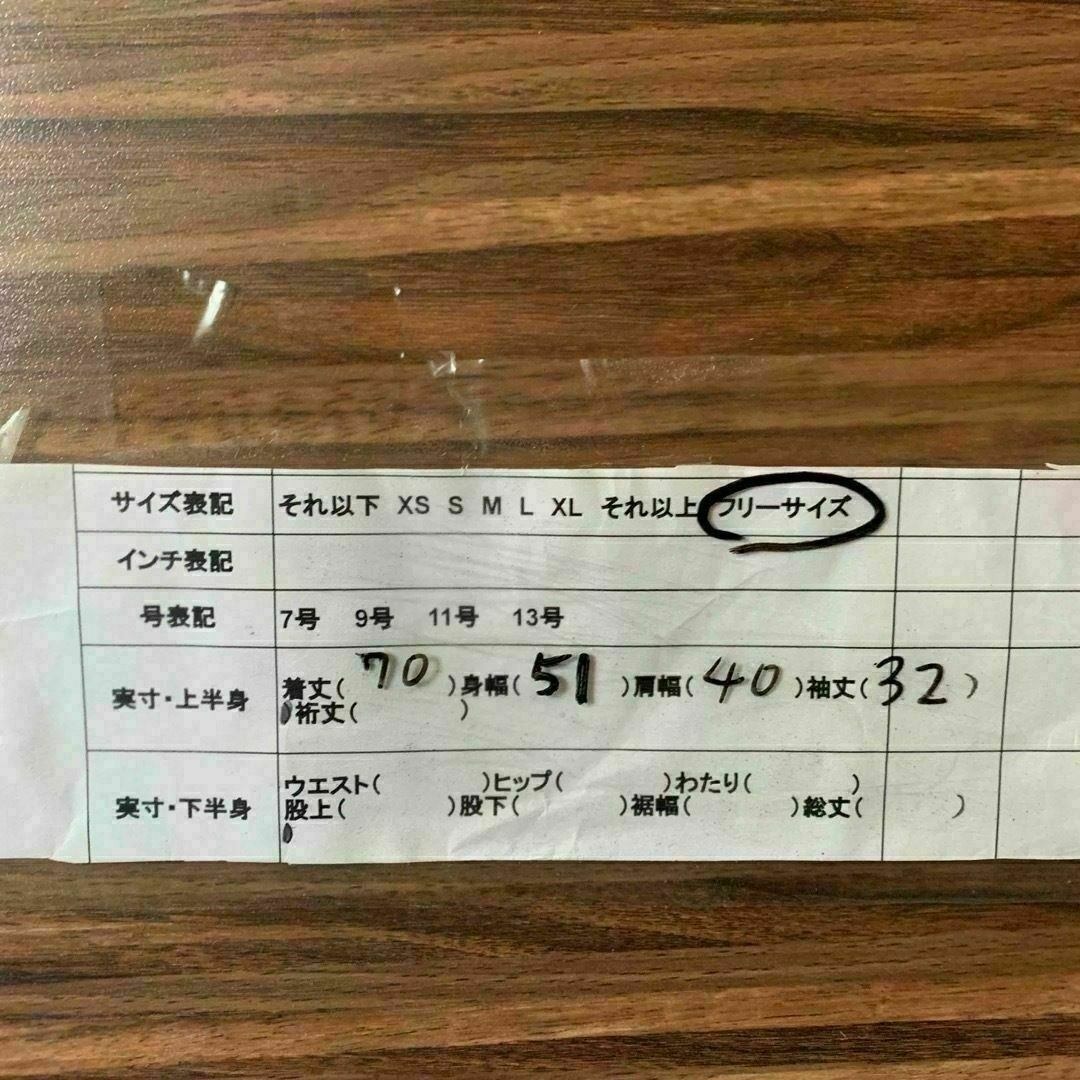 サイズ表記 それ以下 XS S M L XL それ以上 フリーサイズ
インチ表記
号表記 7号 9号 11号 13号
実寸・上半身 着丈( 70 )身幅( 51 )肩幅( 40 )袖丈( 32 )
裄丈( )
実寸・下半身 ウエスト( )ヒップ( )わたり( )
股上( )股下( )裾幅( )総丈( )